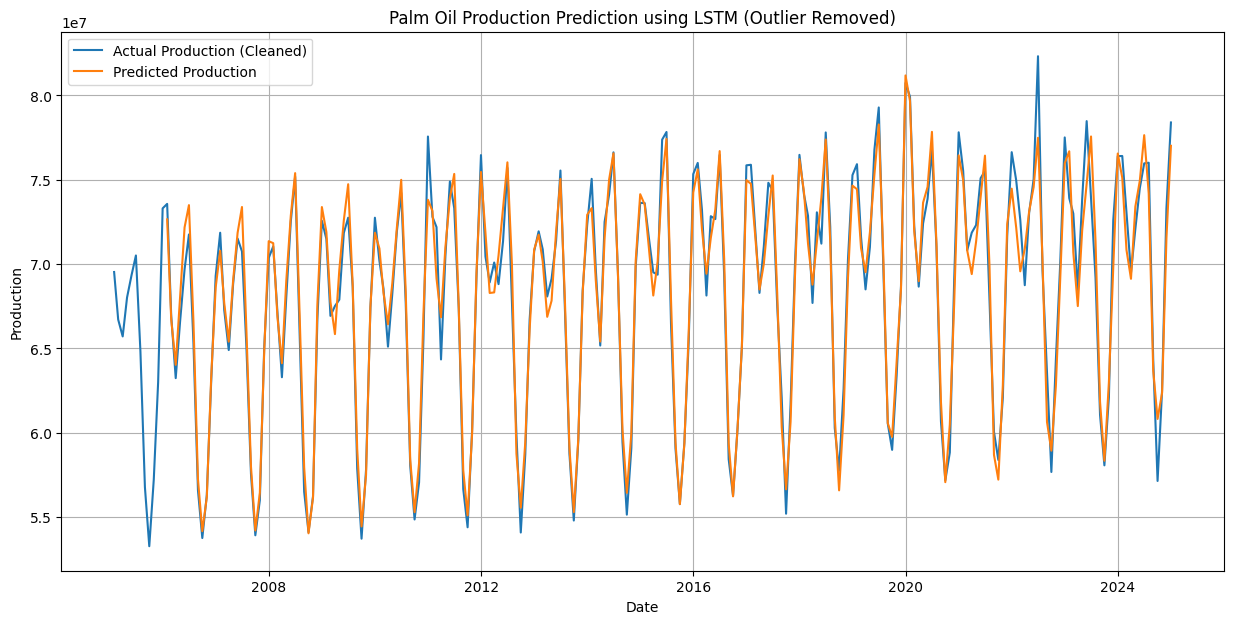 Palm Oil Production Prediction using LSTM (Outlier Removed)
1e7
Actual Production (Cleaned)
Predicted Production
8.0
7.5
7.0
6.5
6.0
5.5
Production
2008 2012 2016 2020 2024
Date